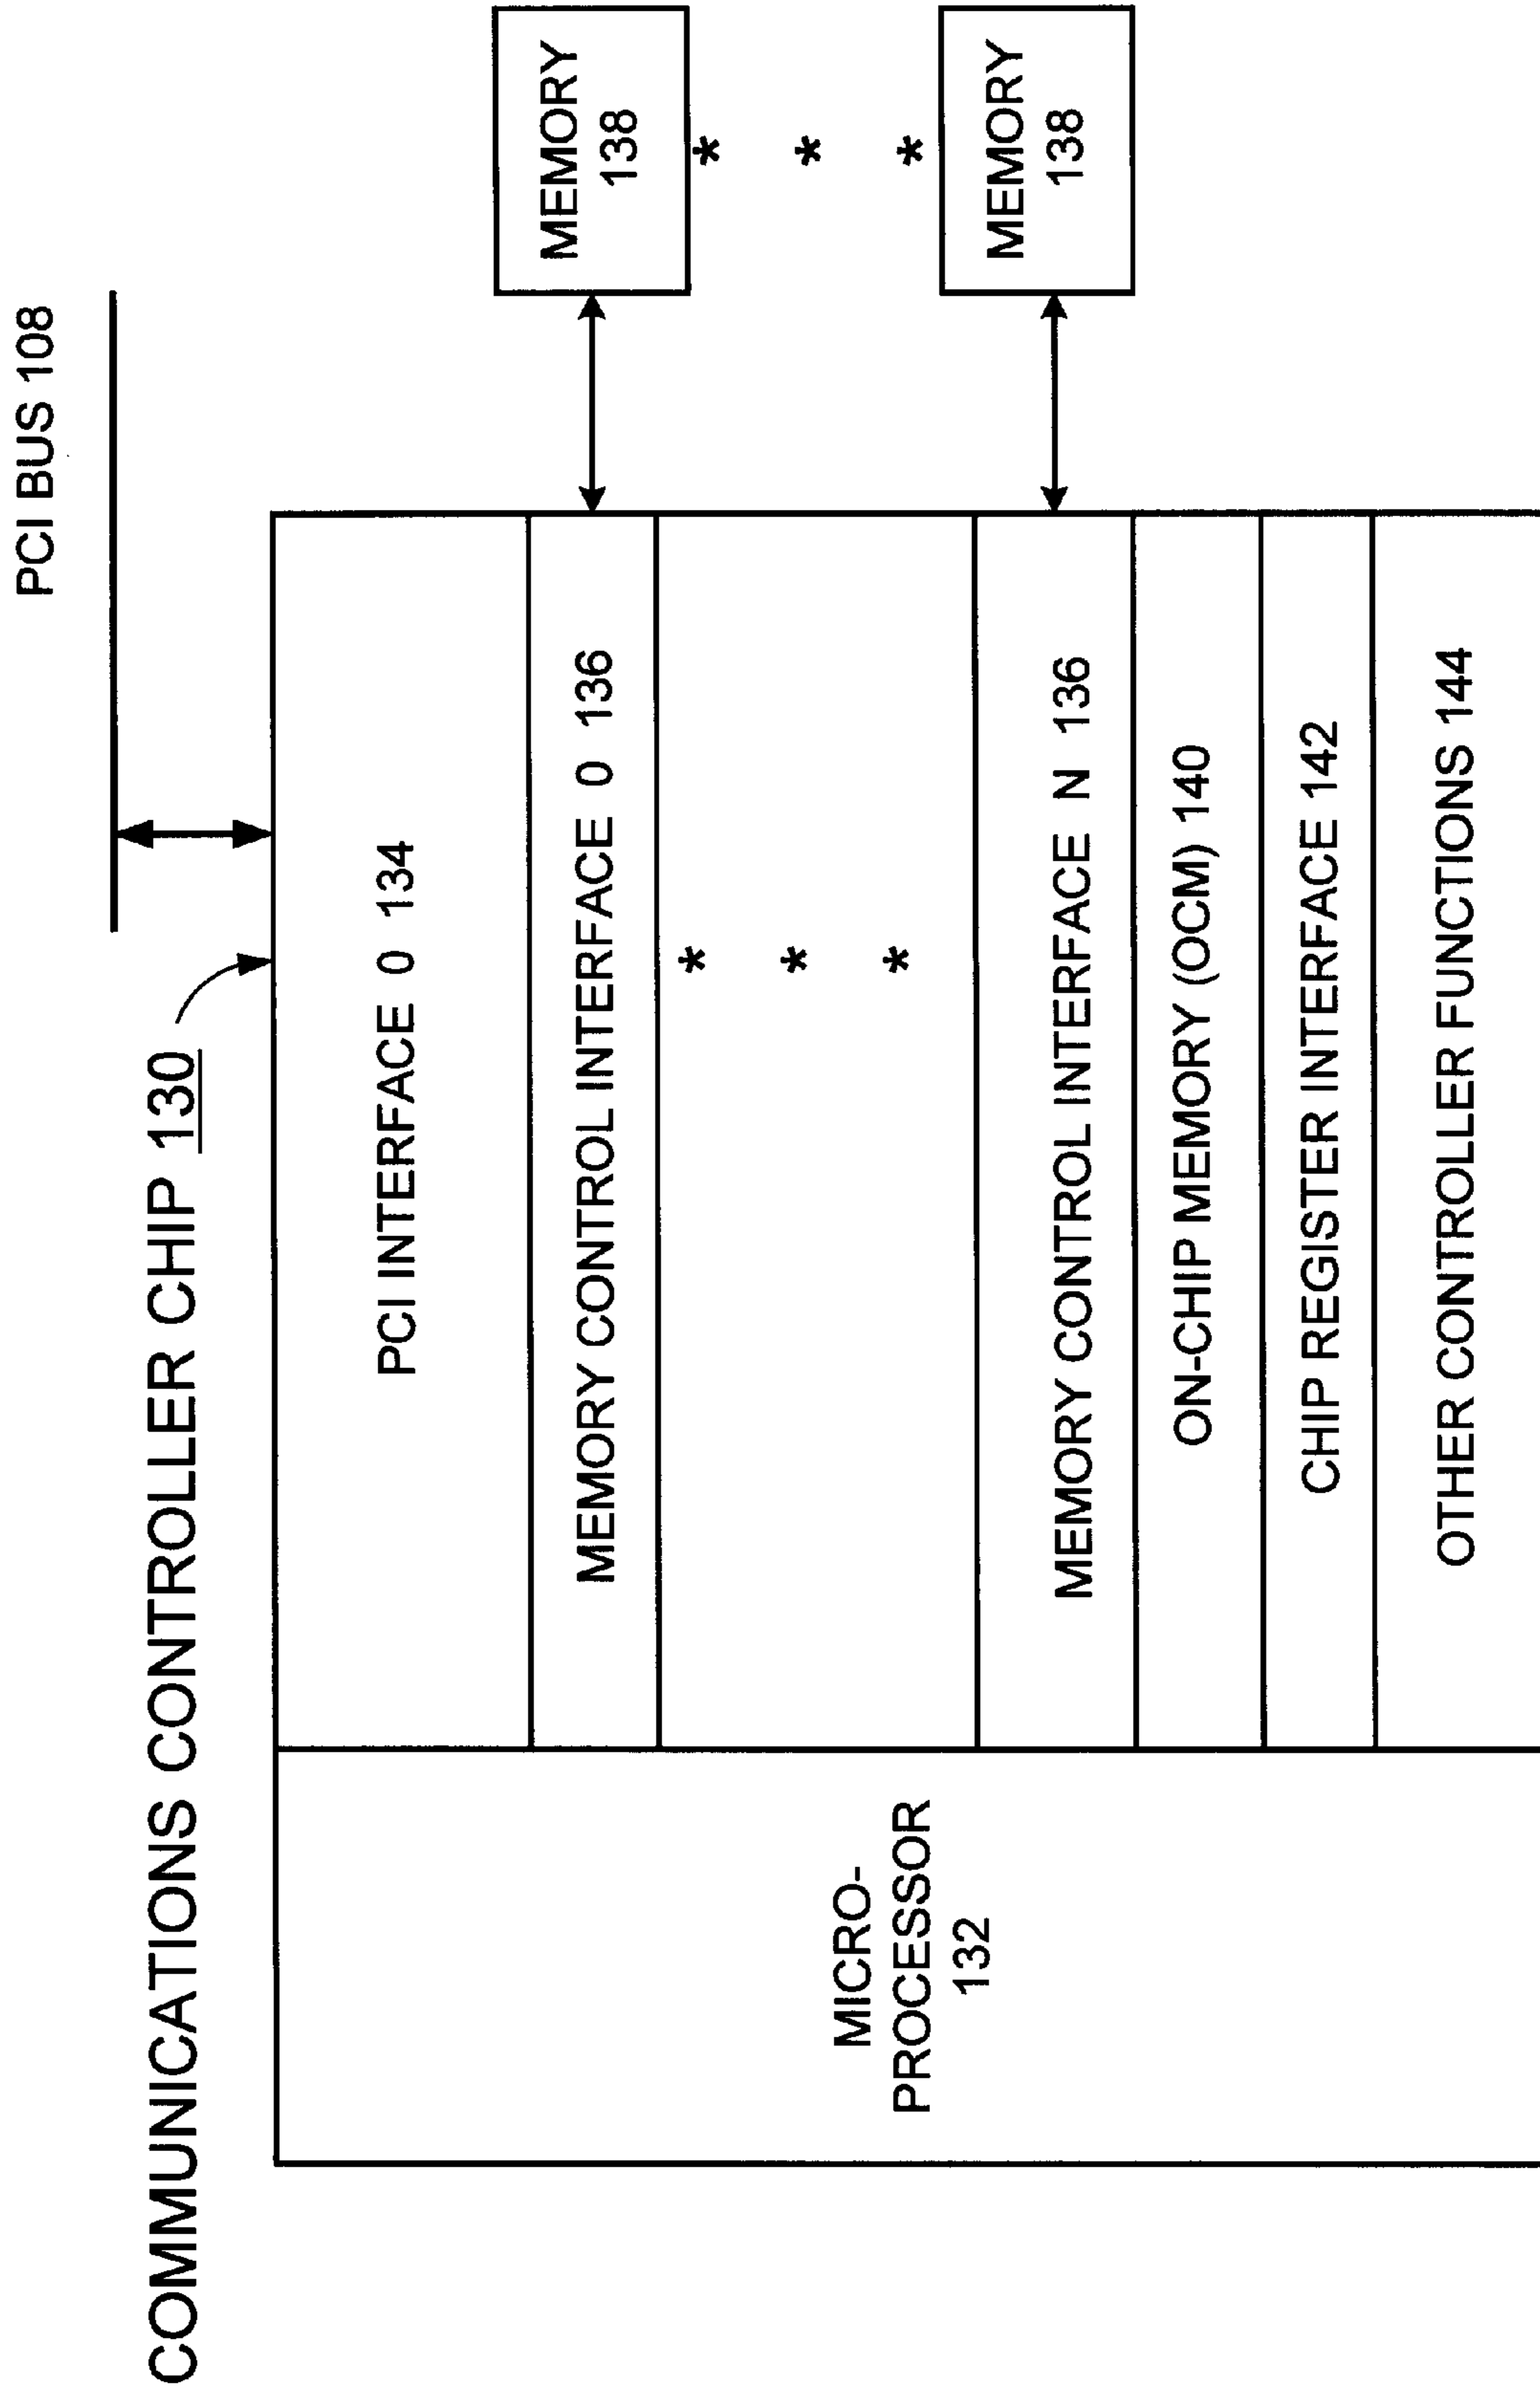 PCI BUS 108
COMMUNICATIONS CONTROLLER CHIP 130
PCI INTERFACE 0 134
MEMORY CONTROL INTERFACE 0 136
MEMORY
138
*
*
*
*
*
*
MICRO-
PROCESSOR
132
MEMORY CONTROL INTERFACE N 136
MEMORY
138
ON-CHIP MEMORY (OCM) 140
CHIP REGISTER INTERFACE 142
OTHER CONTROLLER FUNCTIONS 144